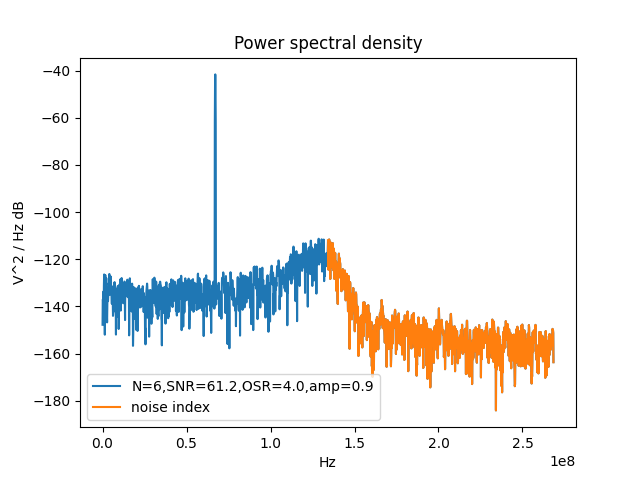 Power spectral density
V^2 / Hz dB
−40
−60
−80
−100
−120
−140
−160
−180
N=6,SNR=61.2,OSR=4.0,amp=0.9
noise index
0.0 0.5 1.0 1.5 2.0 2.5
1e8
Hz